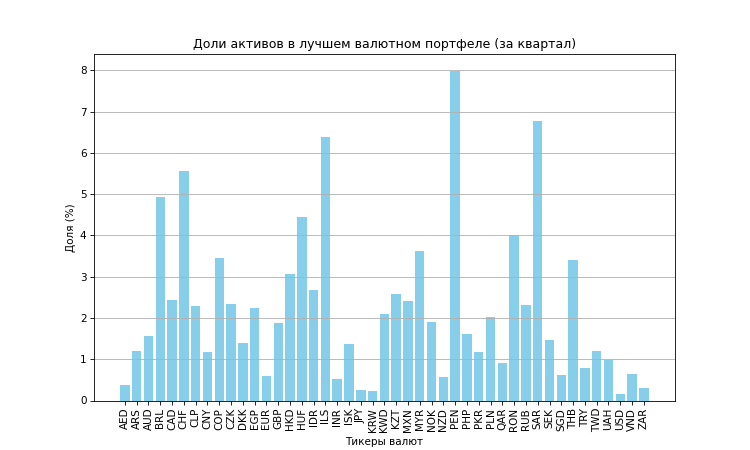 Доли активов в лучшем валютном портфеле (за квартал)
Доля (%)
8
7
6
5
4
3
2
1
0
AED ARS AUD BRL CAD CHF CLP CNY COP CZK DKK EGP EUR GBP HKD HUF IDR ILS INR ISK JPY KRW KWD KZT MXN MYR NOK NZD PEN PHP PKR PLN QAR RON RUB SAR SEK SGD THB TRY TWD UAH USD VND ZAR
Тикеры валют